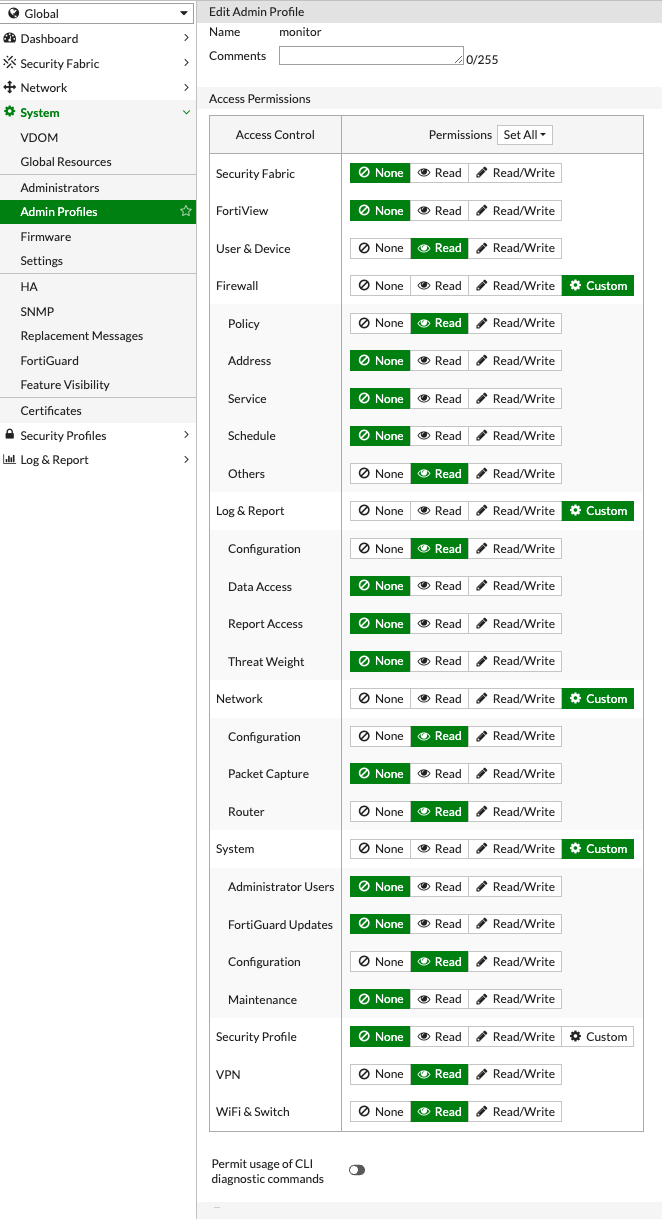 Global
Dashboard
Security Fabric
Network
System
VDOM
Global Resources
Administrators
Admin Profiles
Firmware
Settings
HA
SNMP
Replacement Messages
FortiGuard
Feature Visibility
Certificates
Security Profiles
Log & Report
Edit Admin Profile
Name monitor
Comments 0/255
Access Permissions
Access Control Permissions Set All
Security Fabric None Read Read/Write
FortiView None Read Read/Write
User & Device None Read Read/Write
Firewall None Read Read/Write Custom
Policy None Read Read/Write
Address None Read Read/Write
Service None Read Read/Write
Schedule None Read Read/Write
Others None Read Read/Write
Log & Report None Read Read/Write Custom
Configuration None Read Read/Write
Data Access None Read Read/Write
Report Access None Read Read/Write
Threat Weight None Read Read/Write
Network None Read Read/Write Custom
Configuration None Read Read/Write
Packet Capture None Read Read/Write
Router None Read Read/Write
System None Read Read/Write Custom
Administrator Users None Read Read/Write
FortiGuard Updates None Read Read/Write
Configuration None Read Read/Write
Maintenance None Read Read/Write
Security Profile None Read Read/Write Custom
VPN None Read Read/Write
WiFi & Switch None Read Read/Write
Permit usage of CLI
diagnostic commands